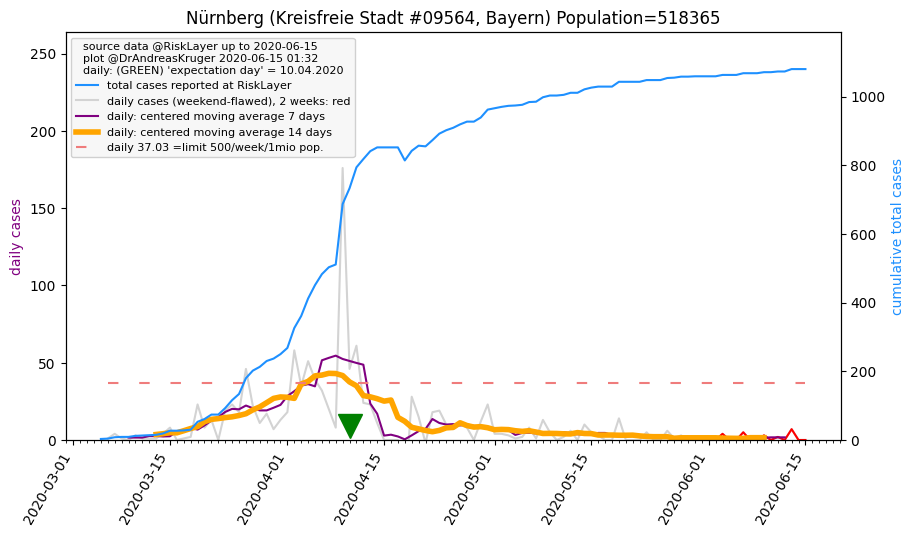 Nürnberg (Kreisfreie Stadt #09564, Bayern) Population=518365
source data @RiskLayer up to 2020-06-15
plot @DrAndreasKruger 2020-06-15 01:32
daily: (GREEN) 'expectation day' = 10.04.2020
total cases reported at RiskLayer
daily cases (weekend-flawed), 2 weeks: red
daily: centered moving average 7 days
daily: centered moving average 14 days
daily 37.03 =limit 500/week/1mio pop.
daily cases
250
200
150
100
50
0
cumulative total cases
1000
800
600
400
200
0
2020-03-01
2020-03-15
2020-04-01
2020-04-15
2020-05-01
2020-05-15
2020-06-01
2020-06-15